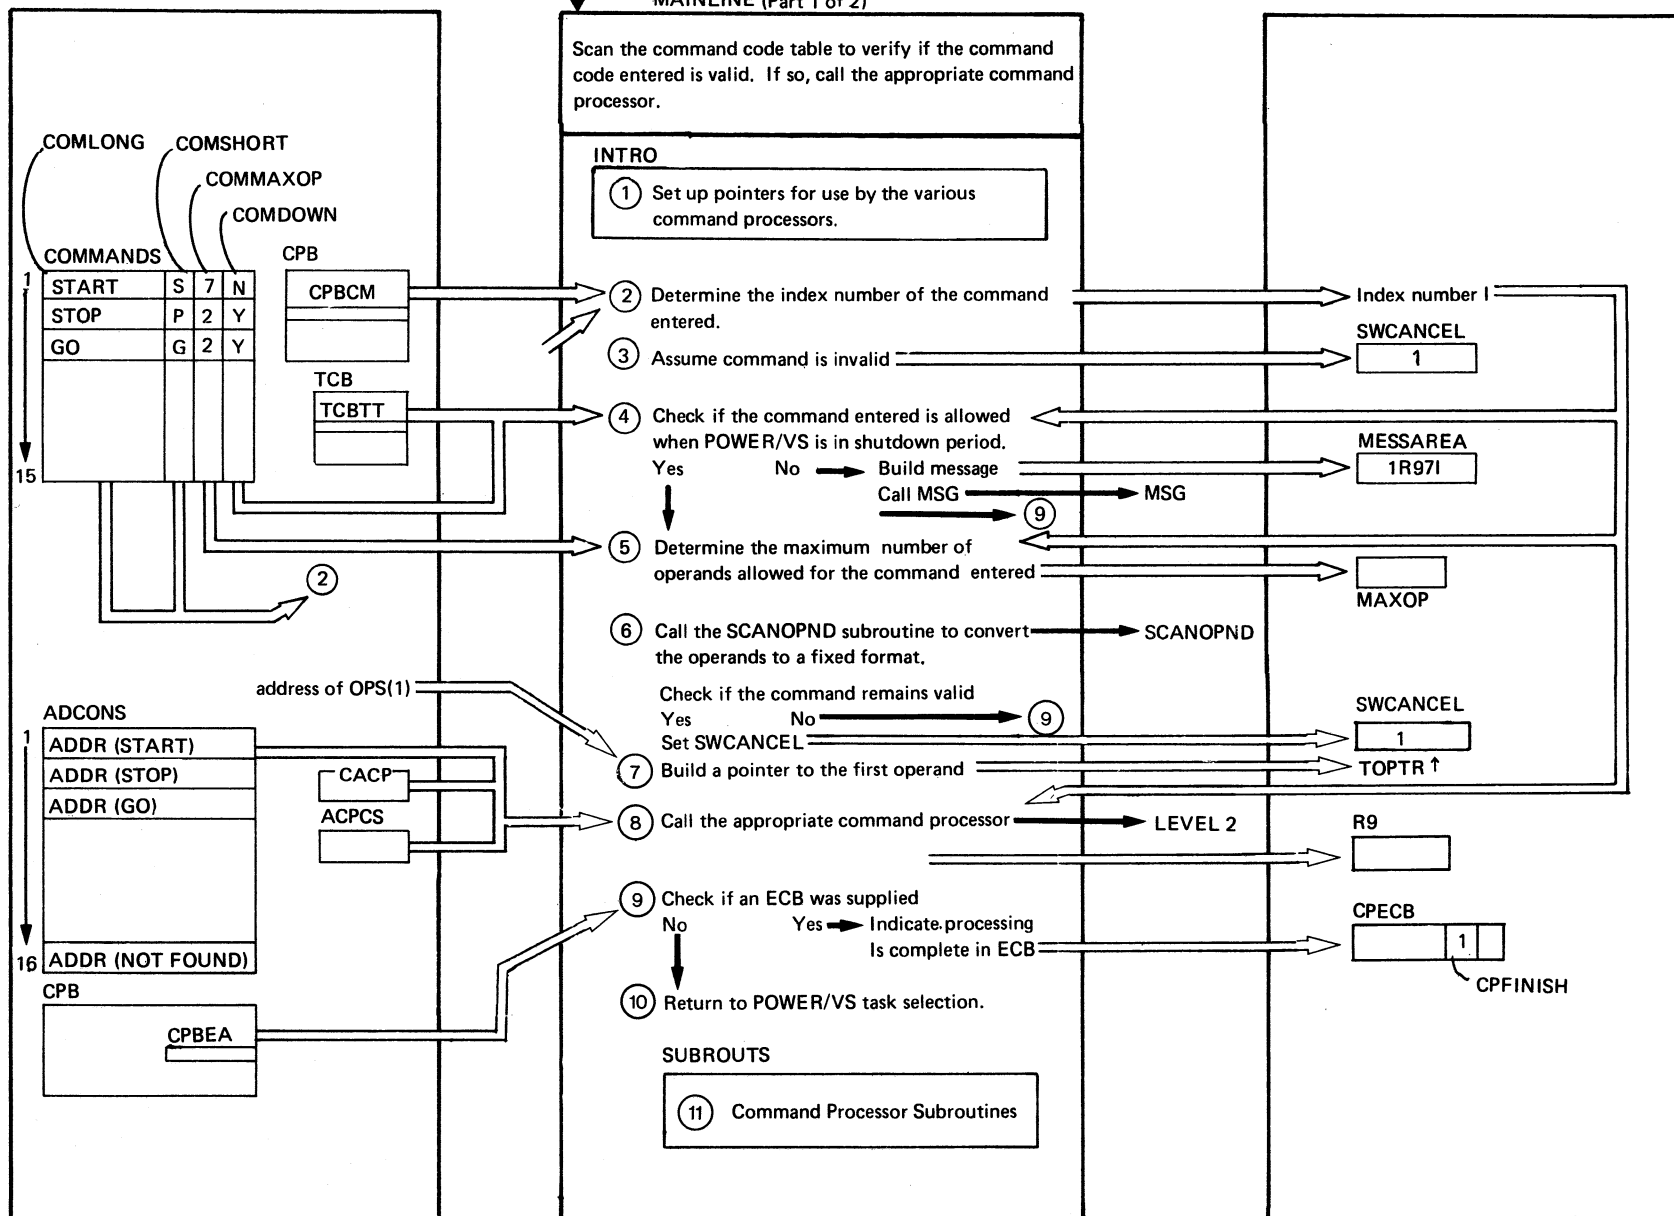 MAINLINE (Part 1 of 2)
Scan the command code table to verify if the command
code entered is valid. If so, call the appropriate command
processor.
COMLONG
COMSHORT
COMMAXOP
COMDOWN
COMMANDS
1
START S 7 N
STOP P 2 Y
GO G 2 Y
15
CPB
CPBCM
TCB
TCBTT
2
address of OPS(1)
ADCONS
1
ADDR (START)
ADDR (STOP)
ADDR (GO)
16
ADDR (NOT FOUND)
CACP
ACPCS
CPB
CPBEA
INTRO
1 Set up pointers for use by the various
command processors.
2 Determine the index number of the command
entered.
3 Assume command is invalid
4 Check if the command entered is allowed
when POWER/VS is in shutdown period.
Yes No Build message
Call MSG MSG
9
5 Determine the maximum number of
operands allowed for the command entered
6 Call the SCANOPND subroutine to convert SCANOPND
the operands to a fixed format.
Check if the command remains valid
Yes No 9
Set SWCANCEL
7 Build a pointer to the first operand
8 Call the appropriate command processor LEVEL 2
9 Check if an ECB was supplied
No Yes Indicate processing
Is complete in ECB
10 Return to POWER/VS task selection.
SUBROUTS
11 Command Processor Subroutines
Index number I
SWCANCEL
1
MESSAREA
1R97I
MAXOP
SWCANCEL
1
TOPTR ↑
R9
CPECB
1
CPFINISH